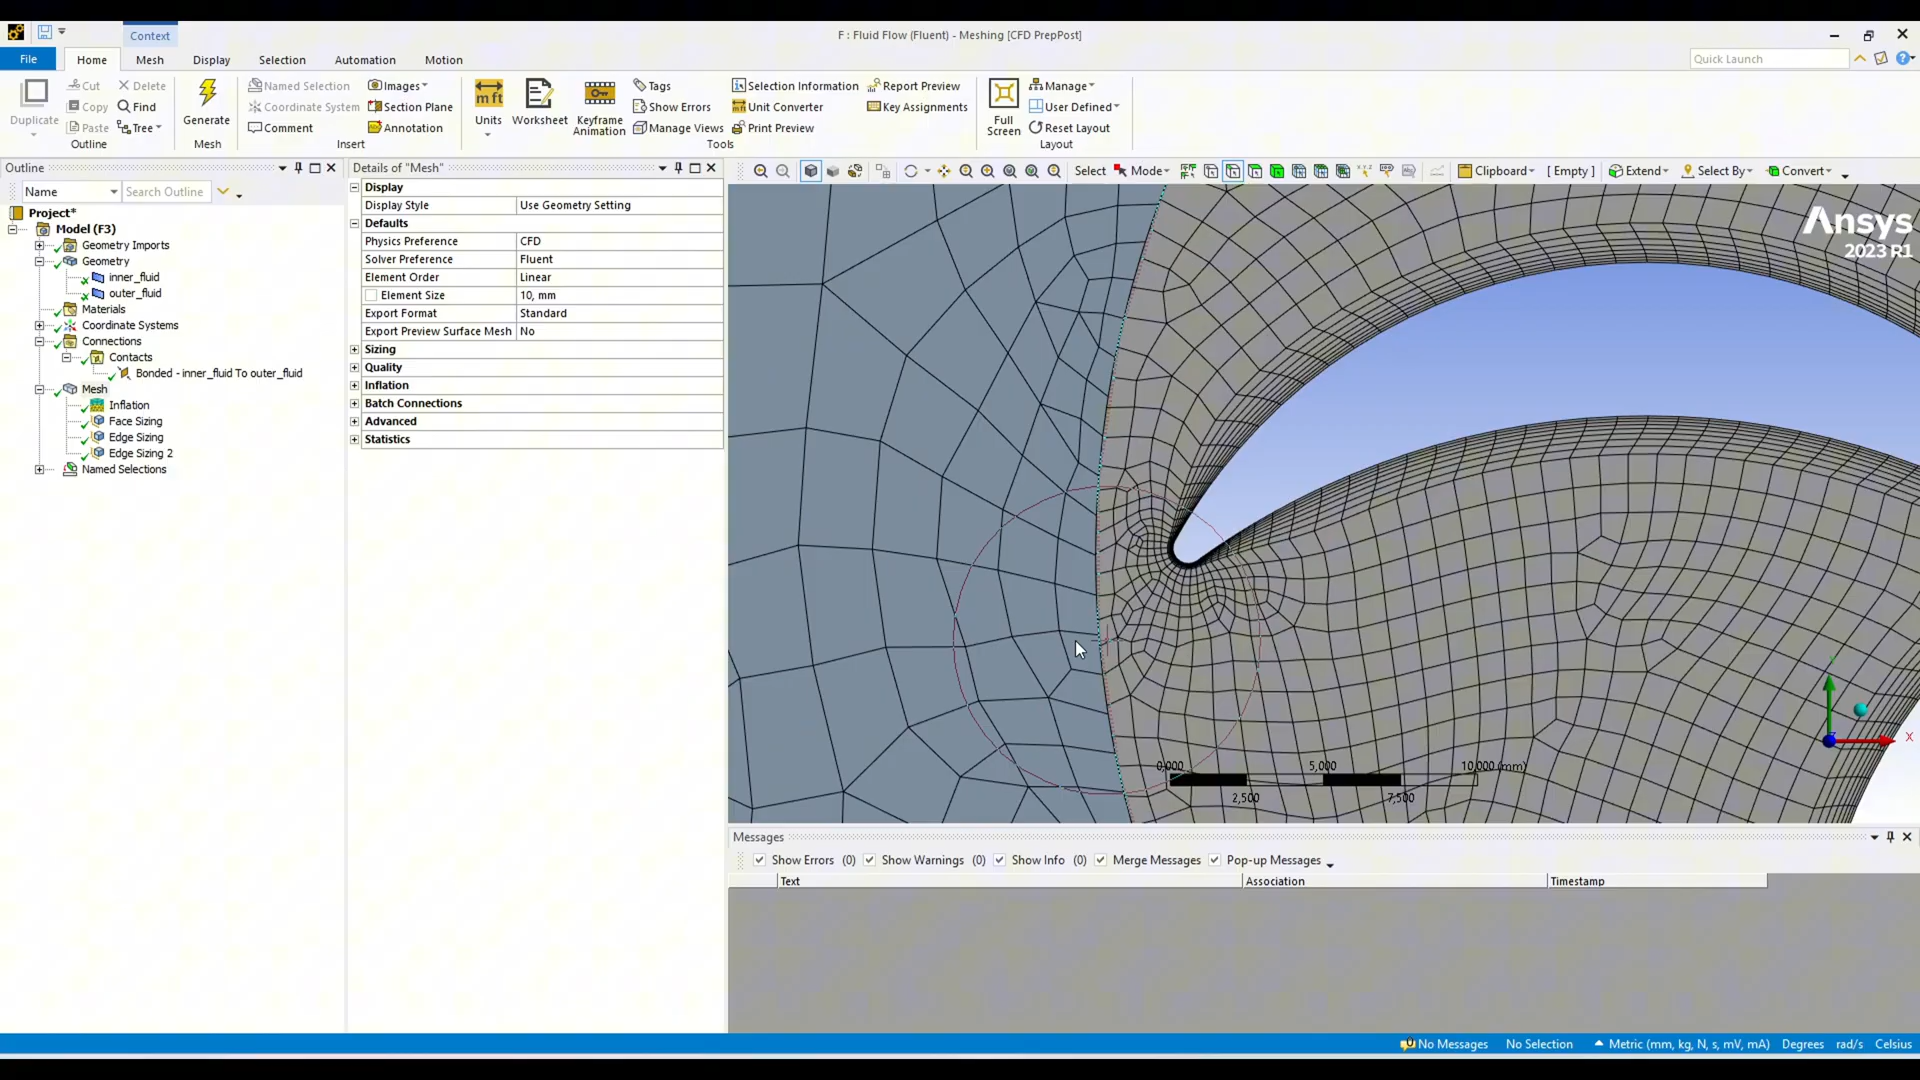 Context
F : Fluid Flow (Fluent) - Meshing [CFD PrepPost]
File Home Mesh Display Selection Automation Motion
Quick Launch
Duplicate Cut Copy Paste Delete Find Tree Outline
Generate Mesh
Named Selection Coordinate System Comment Images Section Plane Annotation Insert
Units Worksheet Keyframe Animation Tags Show Errors Manage Views Selection Information Unit Converter Print Preview Report Preview Key Assignments Tools
Full Screen Manage User Defined Reset Layout Layout
Outline
Name Search Outline
Project*
Model (F3)
Geometry Imports
Geometry
inner_fluid
outer_fluid
Materials
Coordinate Systems
Connections
Contacts
Bonded - inner_fluid To outer_fluid
Mesh
Inflation
Face Sizing
Edge Sizing
Edge Sizing 2
Named Selections
Details of "Mesh"
Display
Display Style Use Geometry Setting
Defaults
Physics Preference CFD
Solver Preference Fluent
Element Order Linear
Element Size 10, mm
Export Format Standard
Export Preview Surface Mesh No
Sizing
Quality
Inflation
Batch Connections
Advanced
Statistics
Select Mode Clipboard [ Empty ] Extend Select By Convert
Ansys
2023 R1
X
0,000 5,000 10,000 (mm)
2,500 7,500
Messages
Show Errors (0) Show Warnings (0) Show Info (0) Merge Messages Pop-up Messages
Text Association Timestamp
No Messages No Selection Metric (mm, kg, N, s, mV, mA) Degrees rad/s Celsius